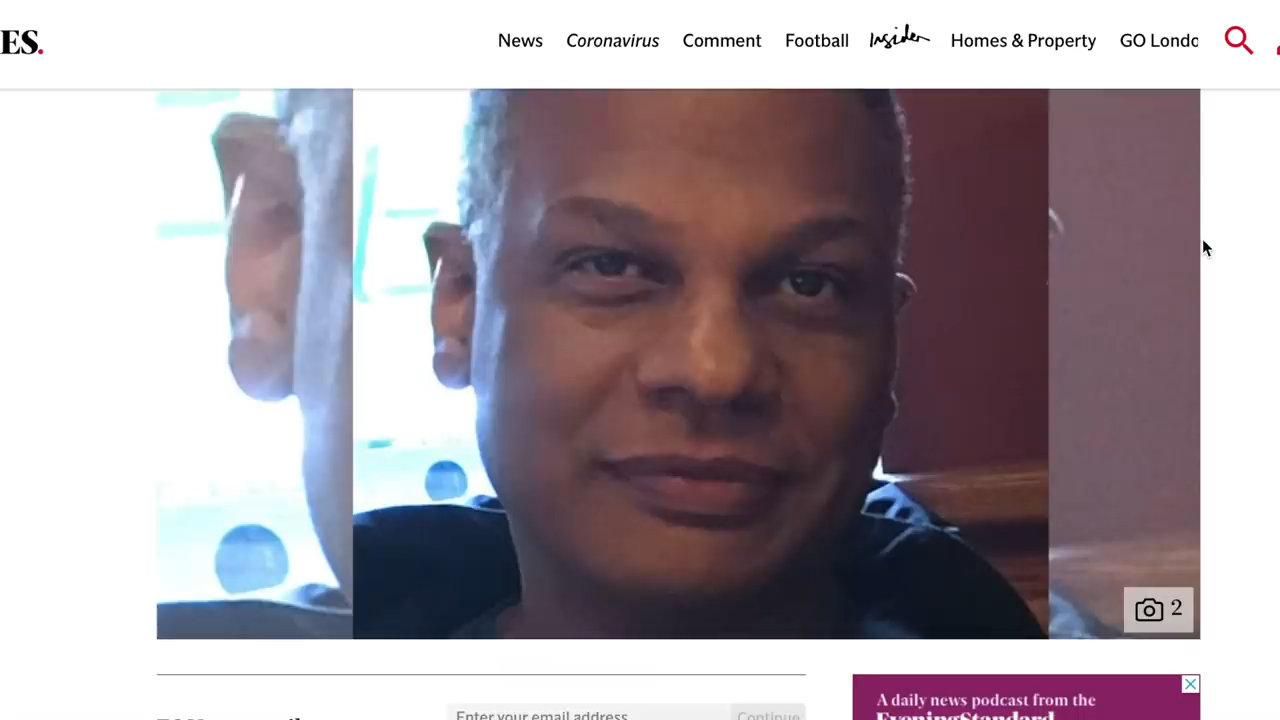 ES.
News Coronavirus Comment Football Insider Homes & Property GO Londo
2
A daily news podcast from the
EveningStandard
Enter your email address Continue